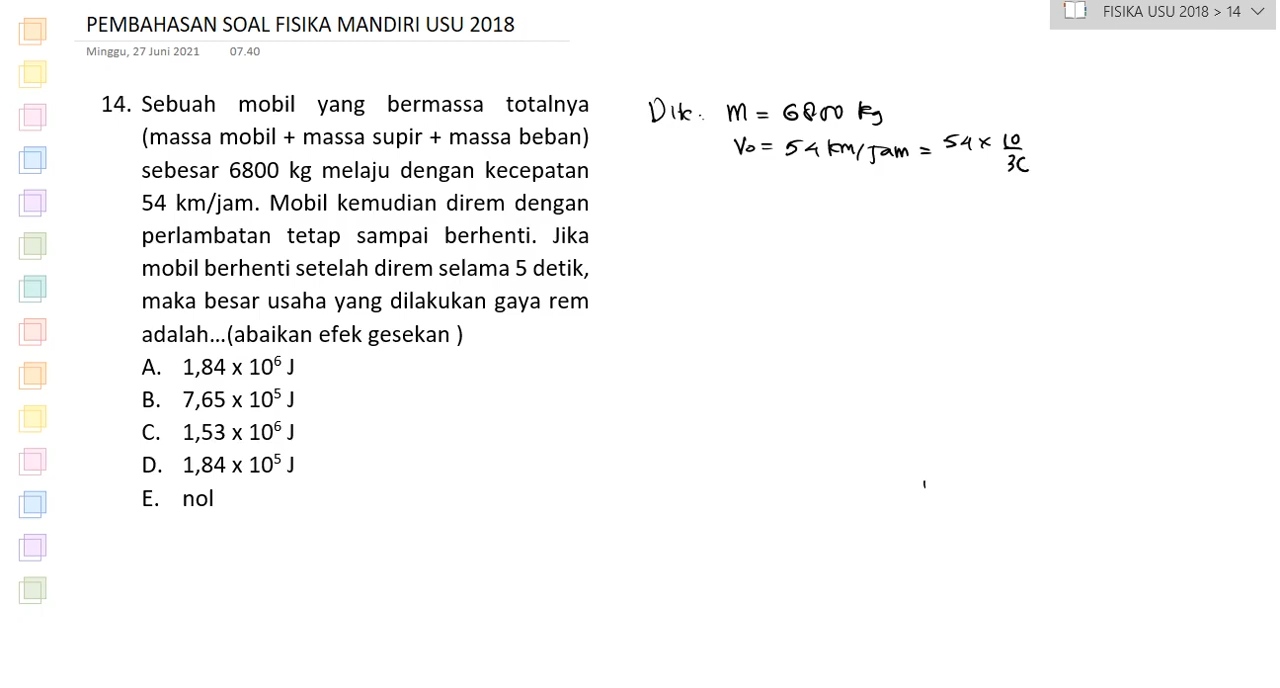 FISIKA USU 2018 > 14
PEMBAHASAN SOAL FISIKA MANDIRI USU 2018
Minggu, 27 Juni 2021 07.40
14. Sebuah mobil yang bermassa totalnya
(massa mobil + massa supir + massa beban)
sebesar 6800 kg melaju dengan kecepatan
54 km/jam. Mobil kemudian direm dengan
perlambatan tetap sampai berhenti. Jika
mobil berhenti setelah direm selama 5 detik,
maka besar usaha yang dilakukan gaya rem
adalah...(abaikan efek gesekan )
A. 1,84 x 10⁶ J
B. 7,65 x 10⁵ J
C. 1,53 x 10⁶ J
D. 1,84 x 10⁵ J
E. nol
Dik: m = 6800 kg
V₀ = 54 km/Jam = 54 x 10/36